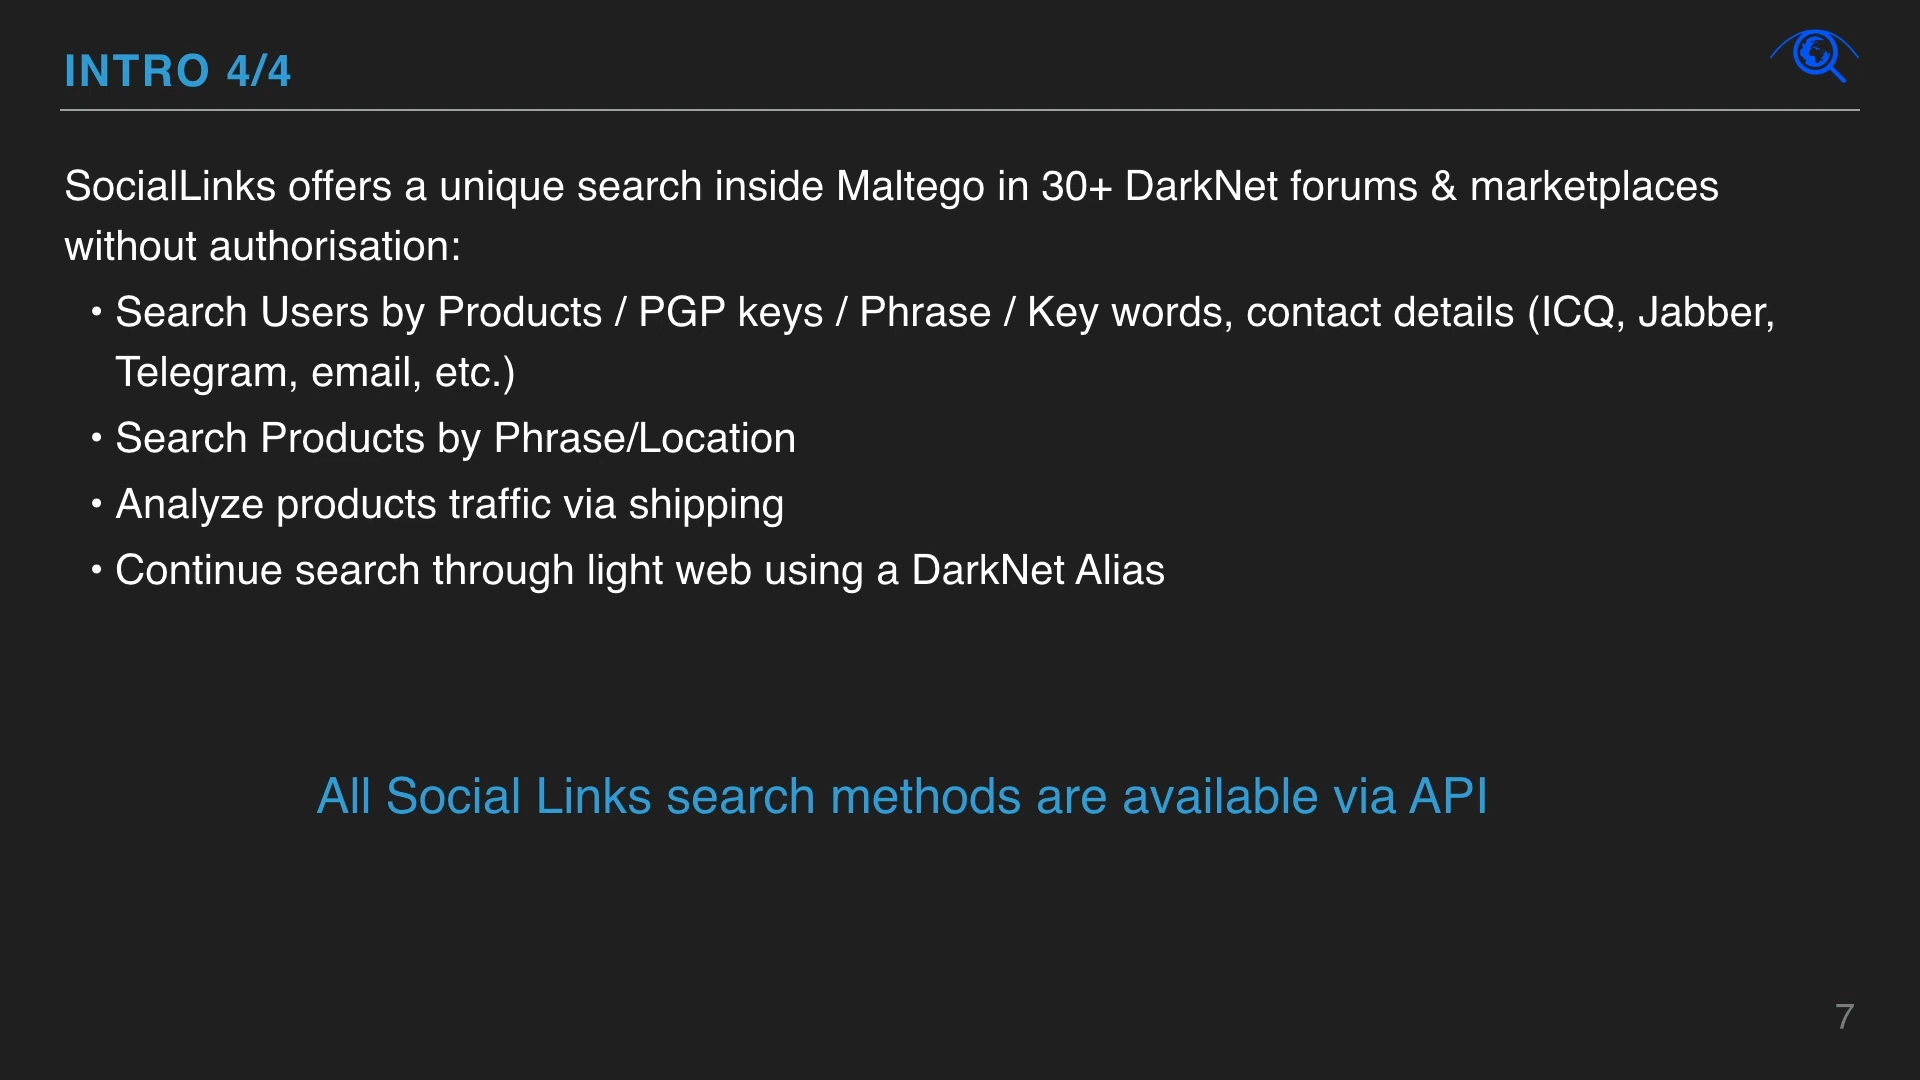 INTRO 4/4
SocialLinks offers a unique search inside Maltego in 30+ DarkNet forums & marketplaces
without authorisation:
• Search Users by Products / PGP keys / Phrase / Key words, contact details (ICQ, Jabber,
Telegram, email, etc.)
• Search Products by Phrase/Location
• Analyze products traffic via shipping
• Continue search through light web using a DarkNet Alias
All Social Links search methods are available via API
7